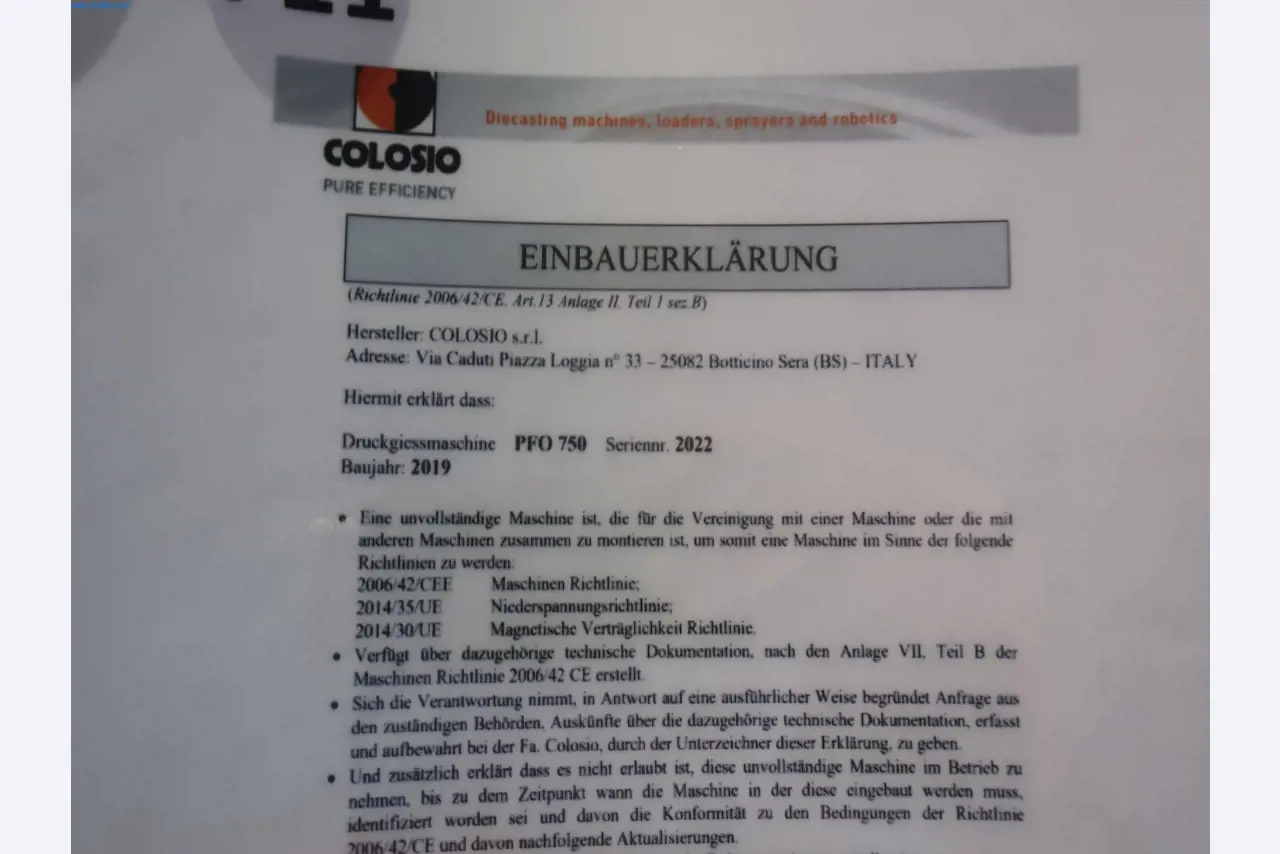 Diecasting machines, loaders, sprayers and robotics
COLOSIO
PURE EFFICIENCY
EINBAUERKLÄRUNG
(Richtlinie 2006/42/CE, Art.13 Anlage II, Teil 1 sez.B)
Hersteller: COLOSIO s.r.l.
Adresse: Via Caduti Piazza Loggia n° 33 – 25082 Botticino Sera (BS) – ITALY
Hiermit erklärt dass:
Druckgiessmaschine PFO 750 Seriennr. 2022
Baujahr: 2019
• Eine unvollständige Maschine ist, die für die Vereinigung mit einer Maschine oder die mit
anderen Maschinen zusammen zu montieren ist, um somit eine Maschine im Sinne der folgende
Richtlinien zu werden:
2006/42/CEE Maschinen Richtlinie;
2014/35/UE Niederspannungsrichtlinie;
2014/30/UE Magnetische Verträglichkeit Richtlinie.
• Verfügt über dazugehörige technische Dokumentation, nach den Anlage VII, Teil B der
Maschinen Richtlinie 2006/42 CE erstellt.
• Sich die Verantwortung nimmt, in Antwort auf eine ausführlicher Weise begründet Anfrage aus
den zuständigen Behörden, Auskünfte über die dazugehörige technische Dokumentation, erfasst
und aufbewahrt bei der Fa. Colosio, durch der Unterzeichner dieser Erklärung, zu geben.
• Und zusätzlich erklärt dass es nicht erlaubt ist, diese unvollständige Maschine im Betrieb zu
nehmen, bis zu dem Zeitpunkt wann die Maschine in der diese eingebaut werden muss,
identifiziert worden sei und davon die Konformität zu den Bedingungen der Richtlinie
2006/42/CE und davon nachfolgende Aktualisierungen.